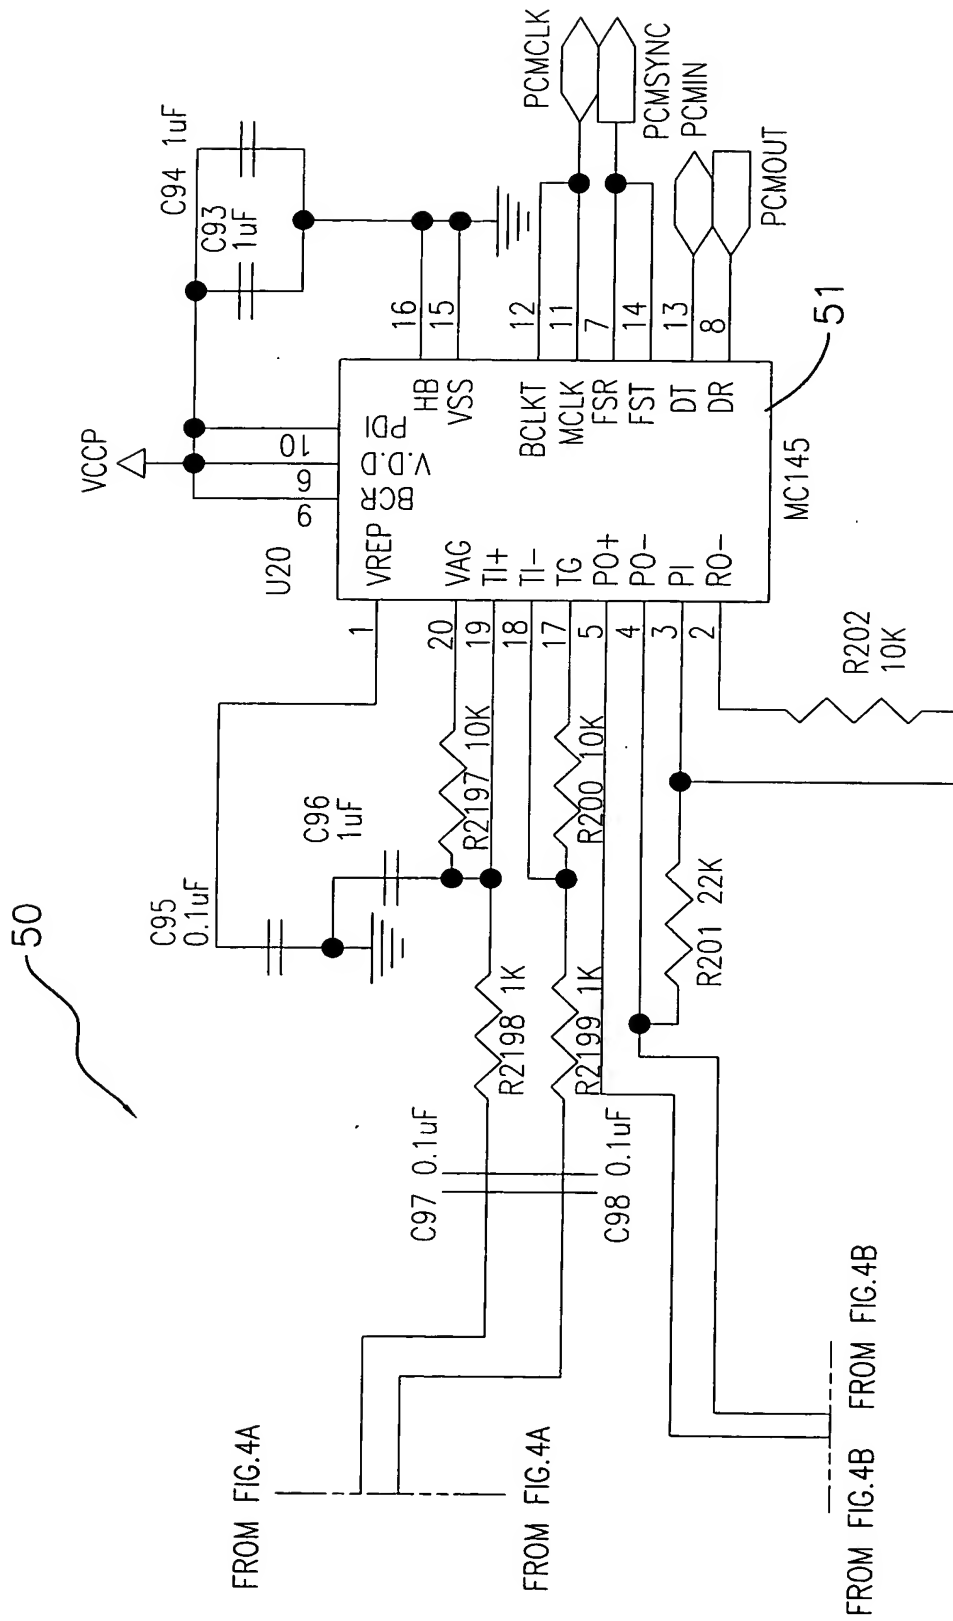 50
VCCP
C94 1uF
C93
1uF
C95
0.1uF
C96
1uF
U20
9
6
10
BCR
V.D.D
PDI
16
15
HB
VSS
1
VREP
20
VAG
19
TI+
18
TI-
17
TG
5
PO+
4
PO-
3
PI
2
RO-
12
BCLKT
11
MCLK
7
FSR
14
FST
13
DT
8
DR
PCMCLK
PCMSYNC
PCMIN
PCMOUT
51
MC145
R2197 10K
R200 10K
R2198 1K
R2199 1K
R201 22K
R202
10K
C97 0.1uF
C98 0.1uF
FROM FIG.4A
FROM FIG.4A
FROM FIG.4B
FROM FIG.4B